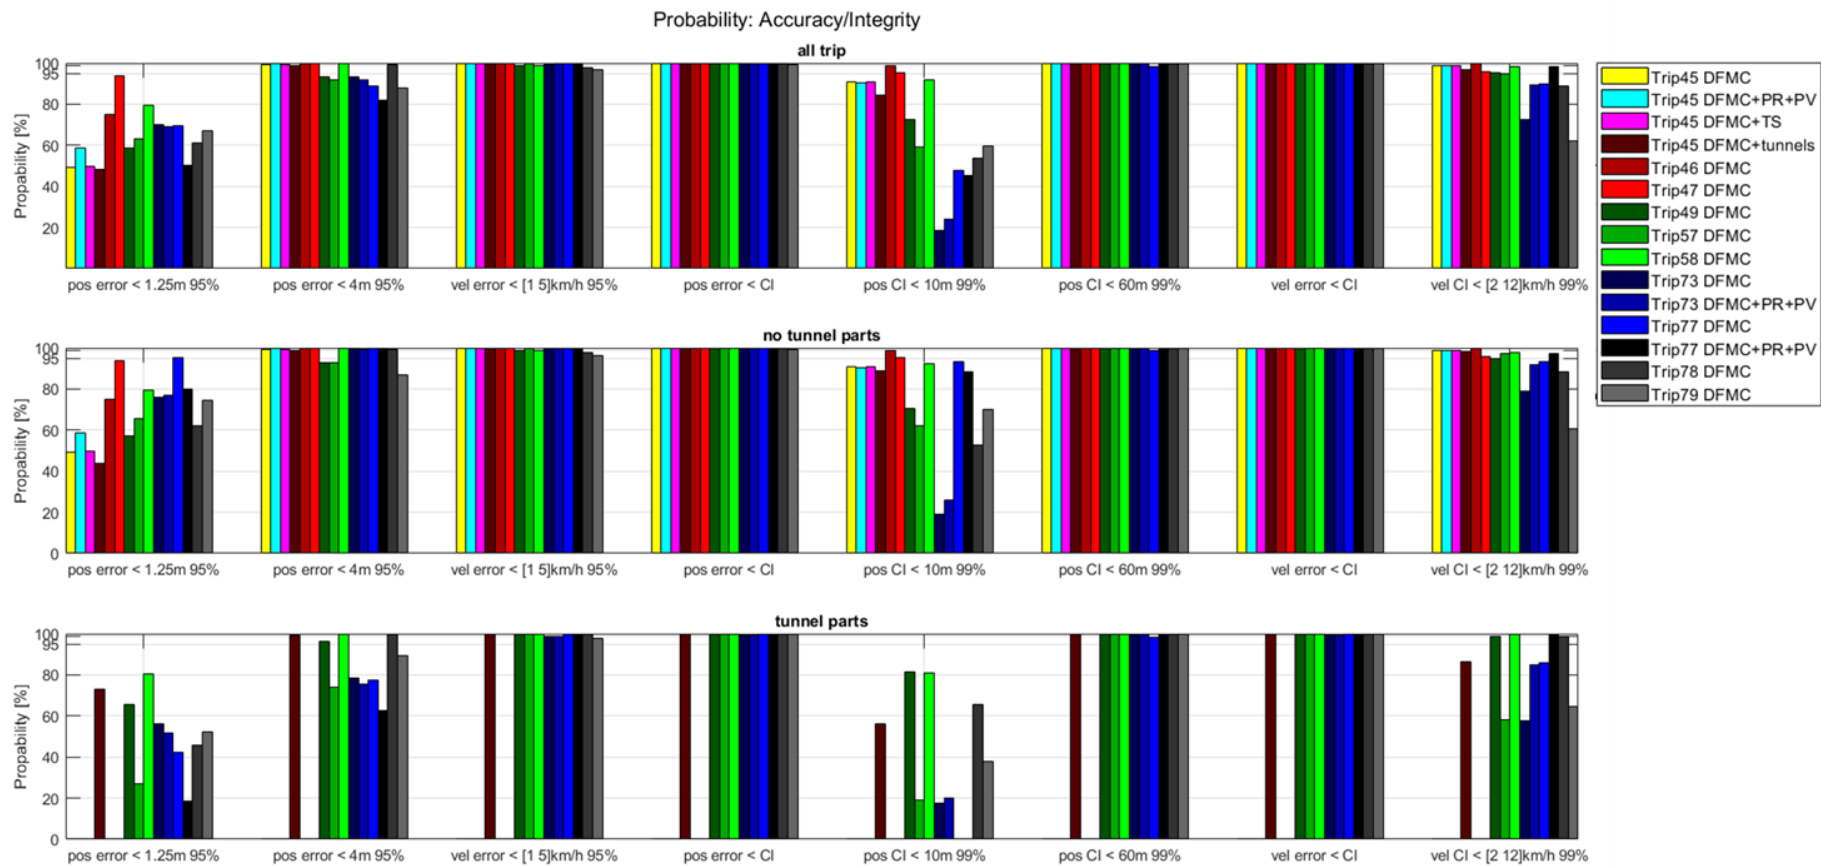 Probability: Accuracy/Integrity
all trip
100
95
80
60
40
20
Propability [%]
pos error < 1.25m 95%
pos error < 4m 95%
vel error < [1 5]km/h 95%
pos error < CI
pos CI < 10m 99%
pos CI < 60m 99%
vel error < CI
vel CI < [2 12]km/h 99%
Trip45 DFMC
Trip45 DFMC+PR+PV
Trip45 DFMC+TS
Trip45 DFMC+tunnels
Trip46 DFMC
Trip47 DFMC
Trip49 DFMC
Trip57 DFMC
Trip58 DFMC
Trip73 DFMC
Trip73 DFMC+PR+PV
Trip77 DFMC
Trip77 DFMC+PR+PV
Trip78 DFMC
Trip79 DFMC
no tunnel parts
100
95
80
60
40
20
0
Propability [%]
pos error < 1.25m 95%
pos error < 4m 95%
vel error < [1 5]km/h 95%
pos error < CI
pos CI < 10m 99%
pos CI < 60m 99%
vel error < CI
vel CI < [2 12]km/h 99%
tunnel parts
100
95
80
60
40
20
0
Propability [%]
pos error < 1.25m 95%
pos error < 4m 95%
vel error < [1 5]km/h 95%
pos error < CI
pos CI < 10m 99%
pos CI < 60m 99%
vel error < CI
vel CI < [2 12]km/h 99%